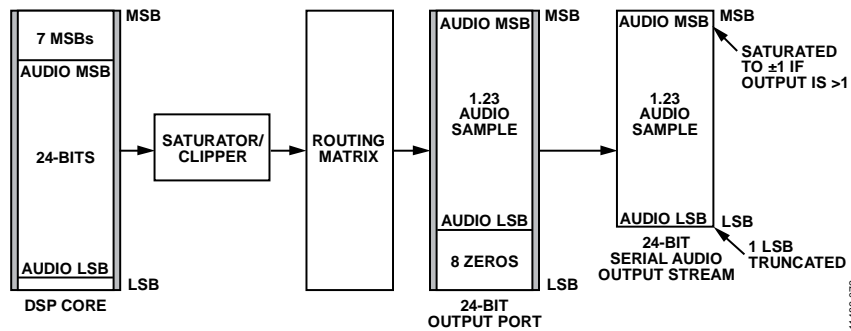 7 MSBs
AUDIO MSB
24-BITS
AUDIO LSB
DSP CORE
MSB
LSB
SATURATOR/
CLIPPER
ROUTING
MATRIX
AUDIO MSB
1.23
AUDIO
SAMPLE
AUDIO LSB
8 ZEROS
24-BIT
OUTPUT PORT
MSB
LSB
AUDIO MSB
1.23
AUDIO
SAMPLE
AUDIO LSB
24-BIT
SERIAL AUDIO
OUTPUT STREAM
MSB
SATURATED
TO ±1 IF
OUTPUT IS >1
LSB
1 LSB
TRUNCATED